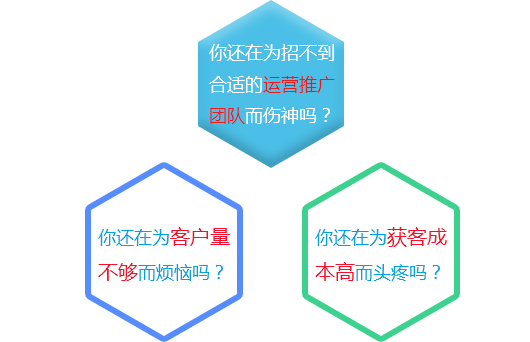 你还在为招不到
合适的运营推广
团队而伤神吗？
你还在为客户量
不够而烦恼吗？
你还在为获客成
本高而头疼吗？